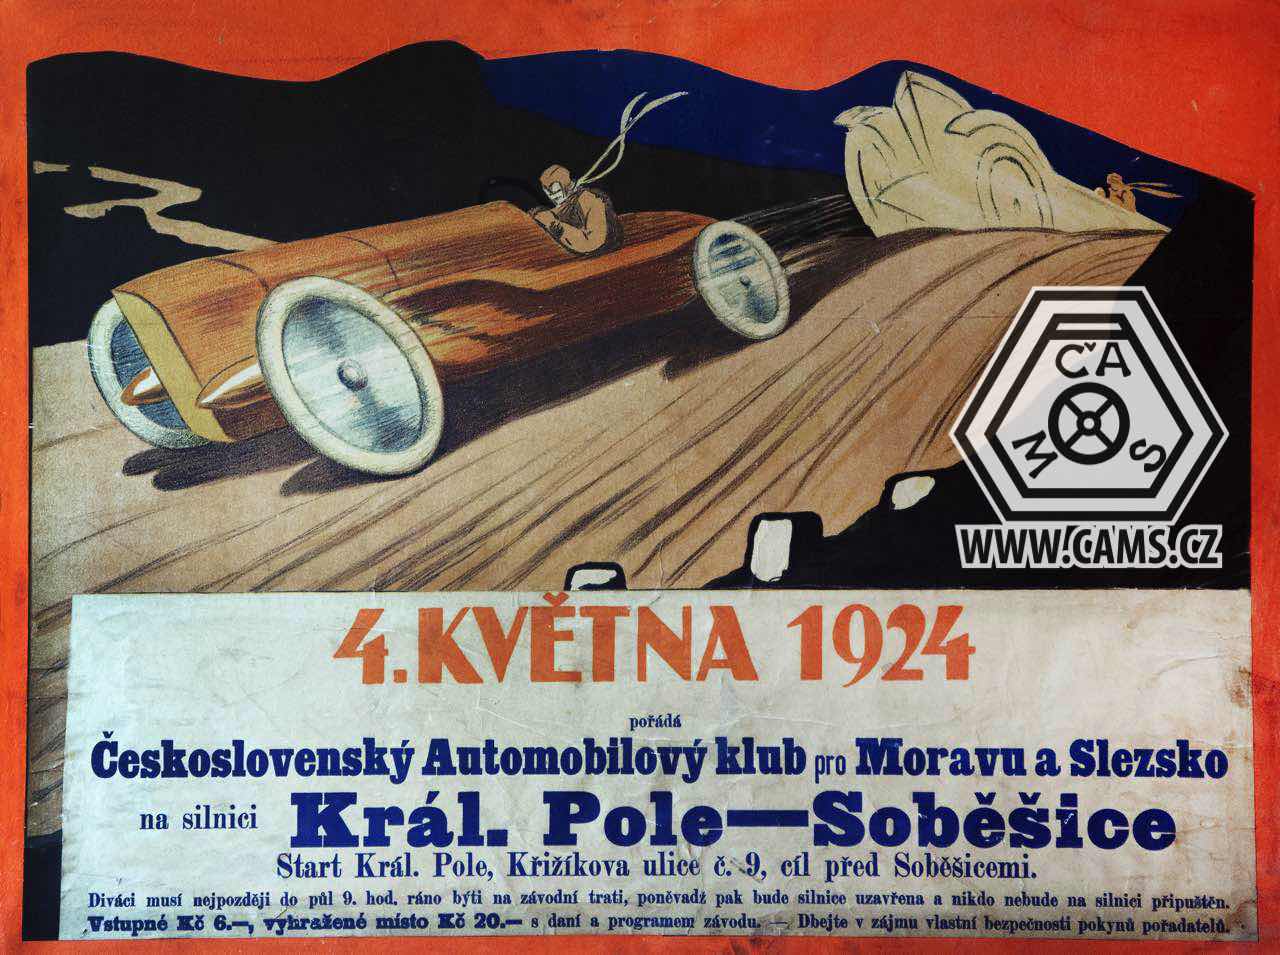 ČAMS
WWW.CAMS.CZ
4. KVĚTNA 1924
pořádá
Československý Automobilový klub pro Moravu a Slezsko
na silnici Král. Pole—Soběšice
Start Král. Pole, Křižíkova ulice č. 9, cíl před Soběšicemi.
Diváci musí nejpozději do půl 9. hod. ráno býti na závodní trati, poněvadž pak bude silnice uzavřena a nikdo nebude na silnici připuštěn.
Vstupné Kč 6.—, vyhražené místo Kč 20.— s daní a programem závodu. — Dbejte v zájmu vlastní bezpečnosti pokynů pořadatelů.